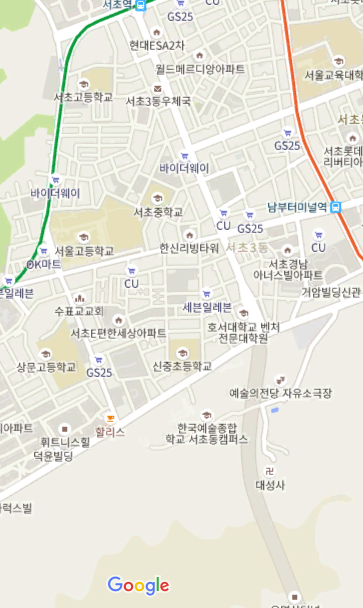 서초역
CU
GS25
현대ESA2차
월드메르디앙아파트
서울교육대학
서초고등학교
서초3동우체국
GS25
바이더웨이
서초롯데
리버티아
바이더웨이
서초중학교
남부터미널역
CU
GS25
서울고등학교
한신리빙타워
서초3동
CU
OK마트
서초경남
아너스빌아파트
CU
븐일레븐
세븐일레븐
거암빌딩신관
수표교교회
서초E편한세상아파트
호서대학교 벤처
전문대학원
상문고등학교
신중초등학교
GS25
예술의전당 자유소극장
할리스
한국예술종합
학교 서초동캠퍼스
휘트니스힐
덕윤빌딩
대성사
럭스빌
Google